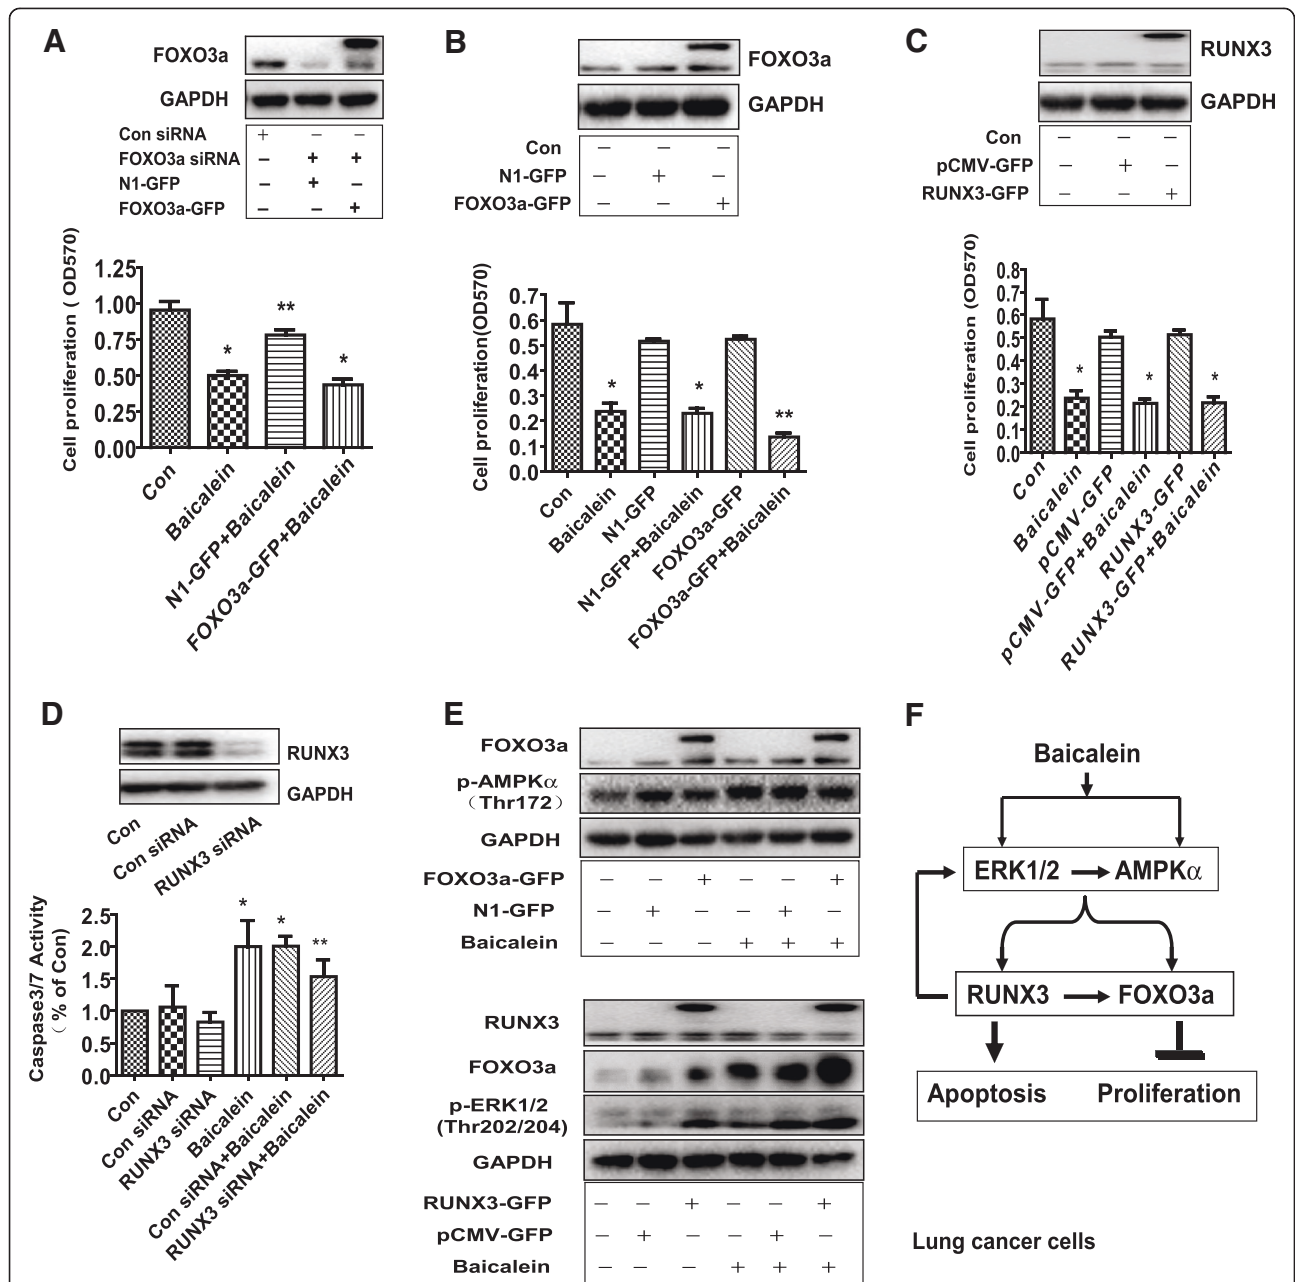 A
FOXO3a
GAPDH
Con siRNA + − −
FOXO3a siRNA − + +
N1-GFP − + −
FOXO3a-GFP − − +
Cell proliferation ( OD570)
1.25
1.00
0.75
0.50
0.25
0.00
* ** *
Con
Baicalein
N1-GFP+Baicalein
FOXO3a-GFP+Baicalein
B
FOXO3a
GAPDH
Con − − −
N1-GFP − + −
FOXO3a-GFP − − +
Cell proliferation(OD570)
0.7
0.6
0.5
0.4
0.3
0.2
0.1
0.0
* * **
Con
Baicalein
N1-GFP
N1-GFP+Baicalein
FOXO3a-GFP
FOXO3a-GFP+Baicalein
C
RUNX3
GAPDH
Con − − −
pCMV-GFP − + −
RUNX3-GFP − − +
Cell proliferation (OD570)
0.8
0.7
0.6
0.5
0.4
0.3
0.2
0.1
0.0
* * *
Con
Baicalein
pCMV-GFP
pCMV-GFP+Baicalein
RUNX3-GFP
RUNX3-GFP+Baicalein
D
RUNX3
GAPDH
Con
Con siRNA
RUNX3 siRNA
Caspase3/7 Activity
( % of Con)
2.5
2.0
1.5
1.0
0.5
0.0
* * **
Con
Con siRNA
RUNX3 siRNA
Baicalein
Con siRNA+Baicalein
RUNX3 siRNA+Baicalein
E
FOXO3a
p-AMPKα
(Thr172)
GAPDH
FOXO3a-GFP − − + − − +
N1-GFP − + − − + −
Baicalein − − − + + +
RUNX3
FOXO3a
p-ERK1/2
(Thr202/204)
GAPDH
RUNX3-GFP − − + − − +
pCMV-GFP − + − − + −
Baicalein − − − + + +
F
Baicalein
ERK1/2 AMPKα
RUNX3 FOXO3a
Apoptosis Proliferation
Lung cancer cells